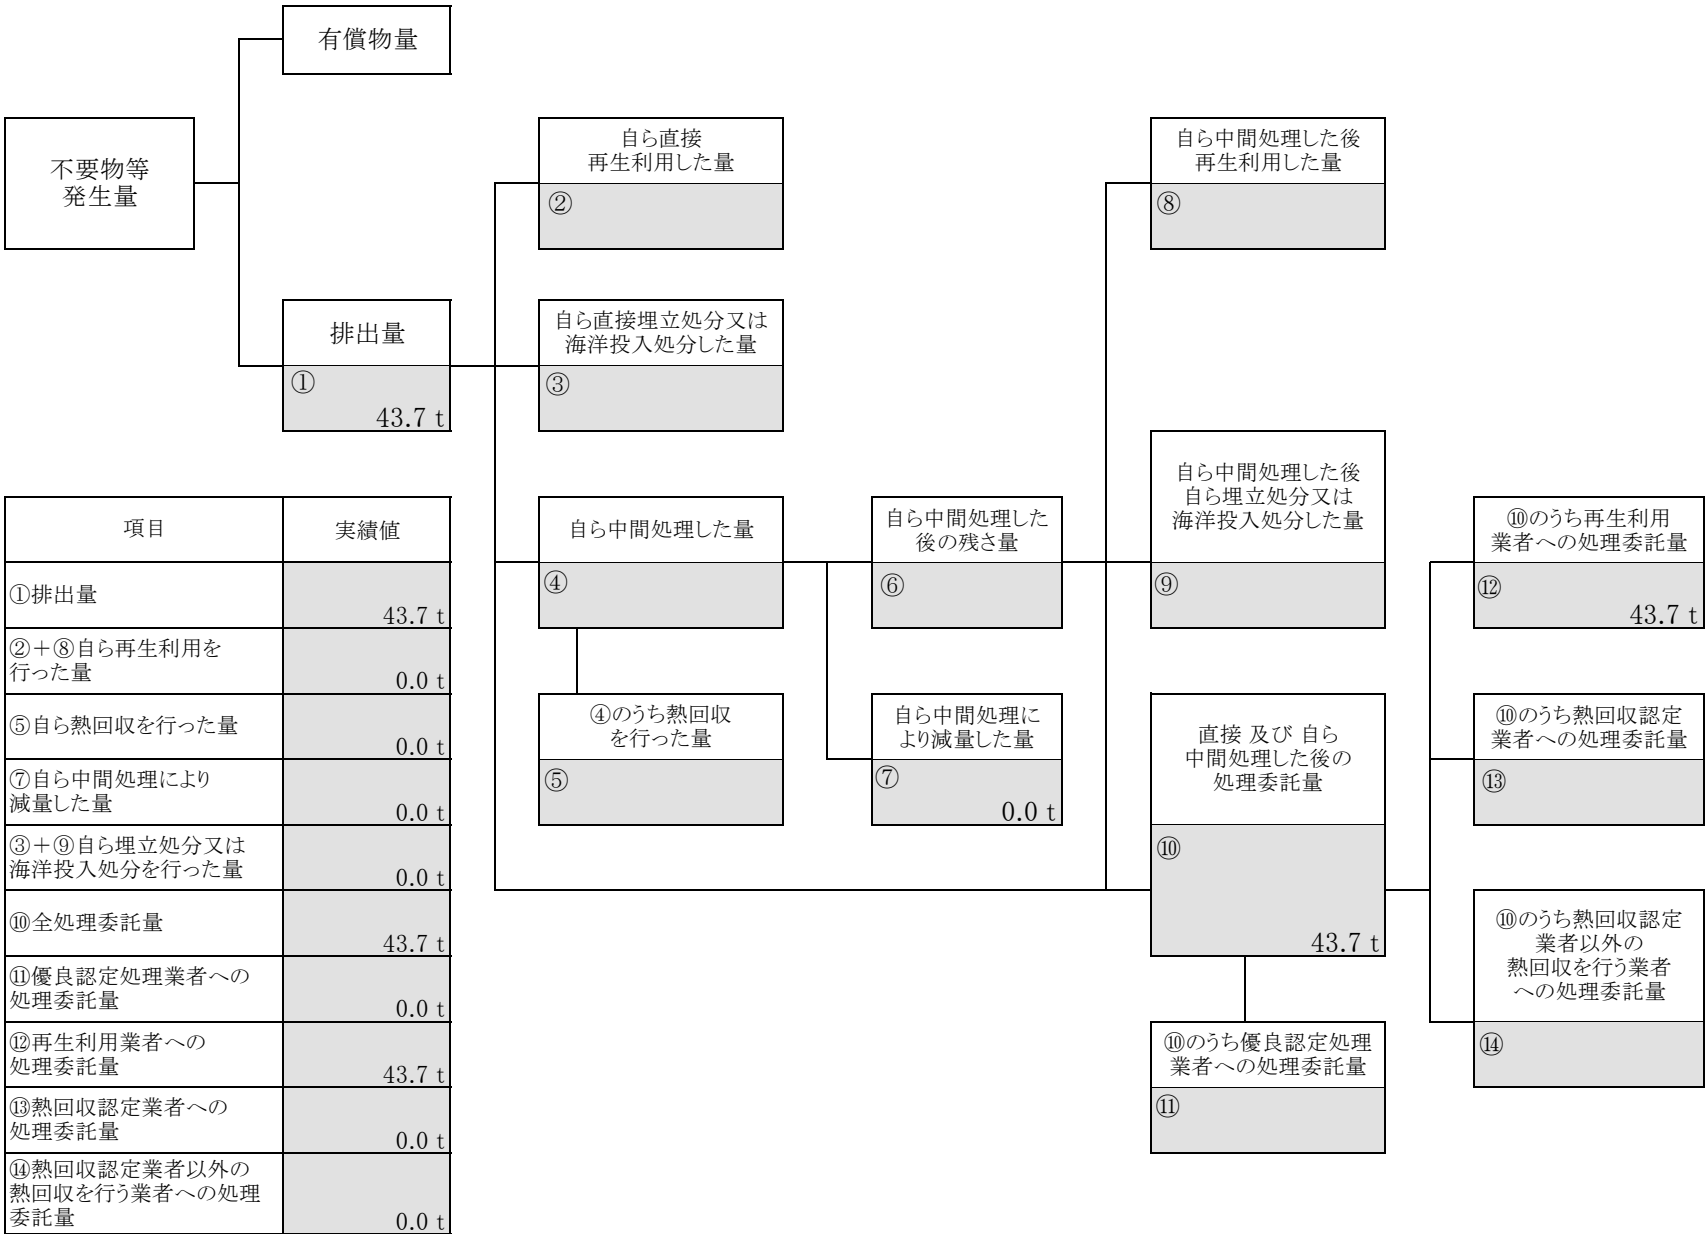 有償物量
不要物等
発生量
排出量
①
43.7 t
自ら直接
再生利用した量
②
自ら直接埋立処分又は
海洋投入処分した量
③
自ら中間処理した量
④
④のうち熱回収
を行った量
⑤
自ら中間処理した
後の残さ量
⑥
自ら中間処理に
より減量した量
⑦
0.0 t
自ら中間処理した後
再生利用した量
⑧
自ら中間処理した後
自ら埋立処分又は
海洋投入処分した量
⑨
直接 及び 自ら
中間処理した後の
処理委託量
⑩
43.7 t
⑩のうち優良認定処理
業者への処理委託量
⑪
⑩のうち再生利用
業者への処理委託量
⑫
43.7 t
⑩のうち熱回収認定
業者への処理委託量
⑬
⑩のうち熱回収認定
業者以外の
熱回収を行う業者
への処理委託量
⑭
項目 実績値
①排出量
43.7 t
②+⑧自ら再生利用を
行った量
0.0 t
⑤自ら熱回収を行った量
0.0 t
⑦自ら中間処理により
減量した量
0.0 t
③+⑨自ら埋立処分又は
海洋投入処分を行った量
0.0 t
⑩全処理委託量
43.7 t
⑪優良認定処理業者への
処理委託量
0.0 t
⑫再生利用業者への
処理委託量
43.7 t
⑬熱回収認定業者への
処理委託量
0.0 t
⑭熱回収認定業者以外の
熱回収を行う業者への処理
委託量
0.0 t